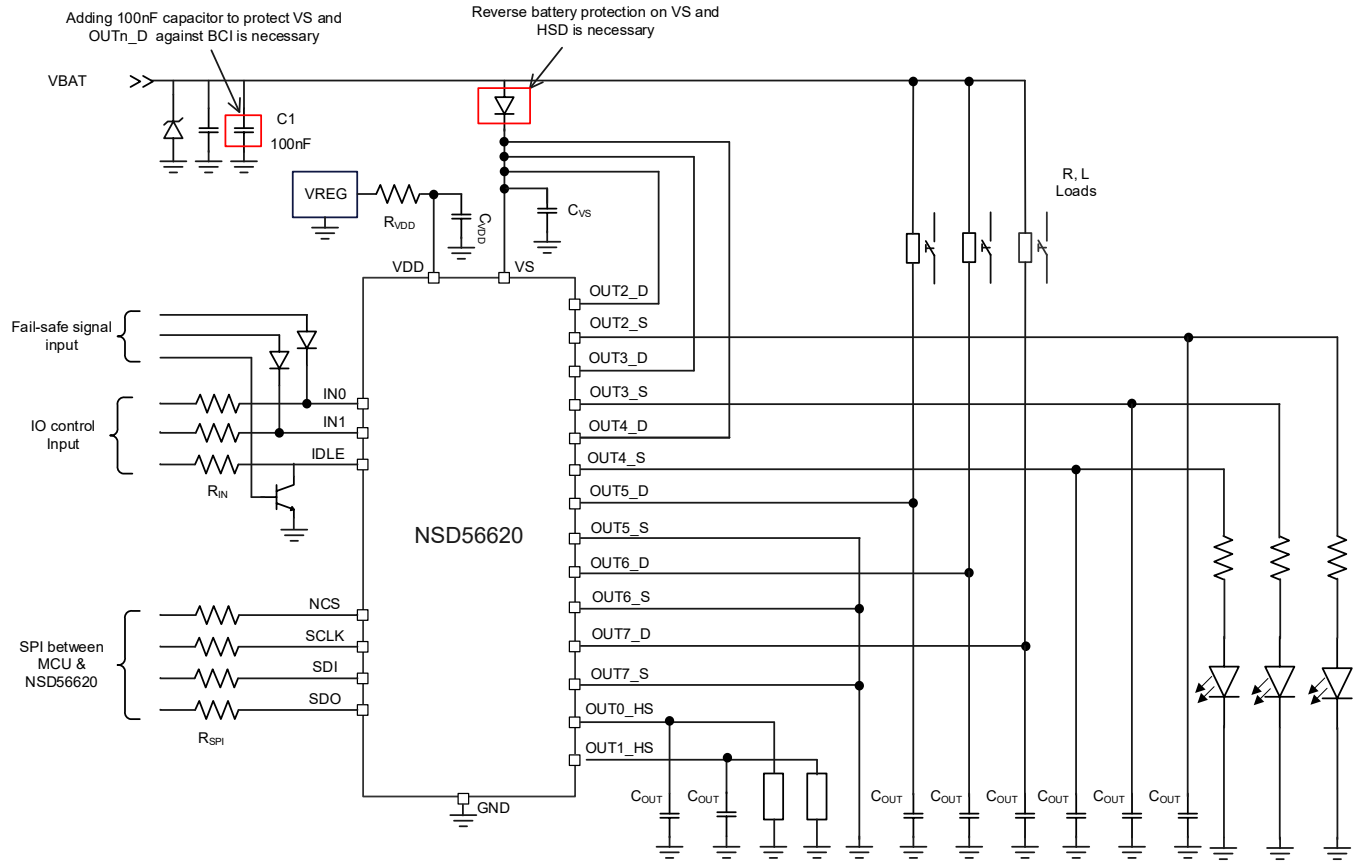 Adding 100nF capacitor to protect VS and
OUTn_D against BCI is necessary
Reverse battery protection on VS and
HSD is necessary
VBAT
C1
100nF
VREG
RVDD
CVDD
CVS
R, L
Loads
VDD
VS
Fail-safe signal
input
IO control
Input
IN0
IN1
IDLE
RIN
NSD56620
OUT2_D
OUT2_S
OUT3_D
OUT3_S
OUT4_D
OUT4_S
OUT5_D
OUT5_S
OUT6_D
OUT6_S
OUT7_D
OUT7_S
OUT0_HS
OUT1_HS
SPI between
MCU &
NSD56620
NCS
SCLK
SDI
SDO
RSPI
GND
COUT
COUT
COUT
COUT
COUT
COUT
COUT
COUT